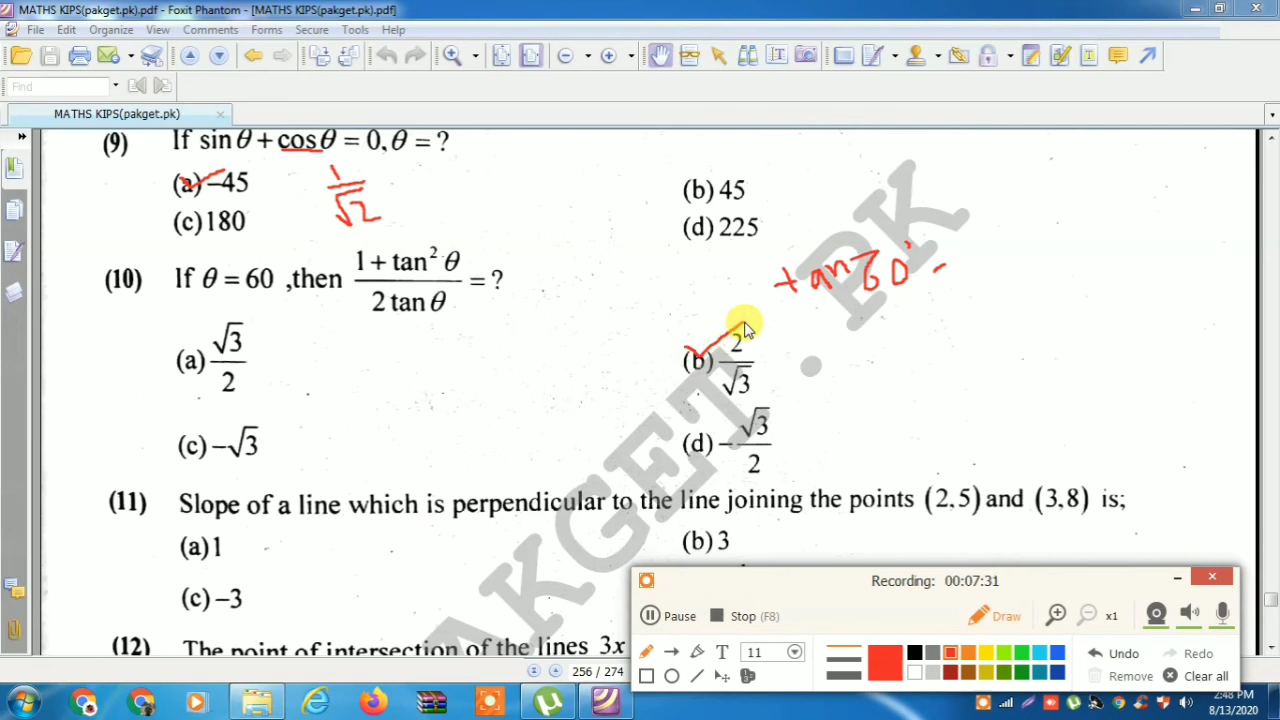 MATHS KIPS(pakget.pk).pdf - Foxit Phantom - [MATHS KIPS(pakget.pk).pdf]
File Edit Organize View Comments Forms Secure Tools Help
Find
MATHS KIPS(pakget.pk)
(9) If sin θ + cos θ = 0, θ = ?
(a) –45
(b) 45
1/√2
(c) 180
(d) 225
(10) If θ = 60 ,then (1 + tan² θ)/(2 tan θ) = ?
tan 60° -
(a) √3/2
(b) 2/√3
(c) –√3
(d) –√3/2
(11) Slope of a line which is perpendicular to the line joining the points (2,5) and (3,8) is;
(a) 1
(b) 3
(c) –3
(12) The point of intersection of the lines 3x
PAKGET.PK
Recording: 00:07:31
Pause Stop (F8) Draw x1
T 11 Undo Redo
Remove Clear all
256 / 274
2:48 PM
8/13/2020